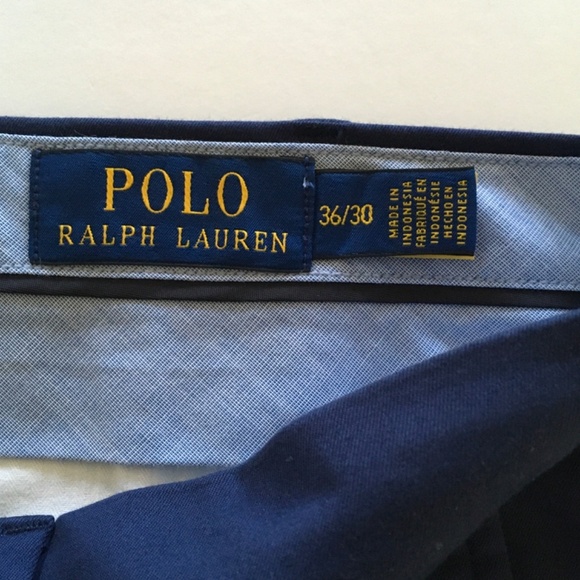 POLO
RALPH LAUREN
36/30
MADE IN
INDONESIA
FABRIQUÉ EN
INDONÉSIE
HECHO EN
INDONESIA